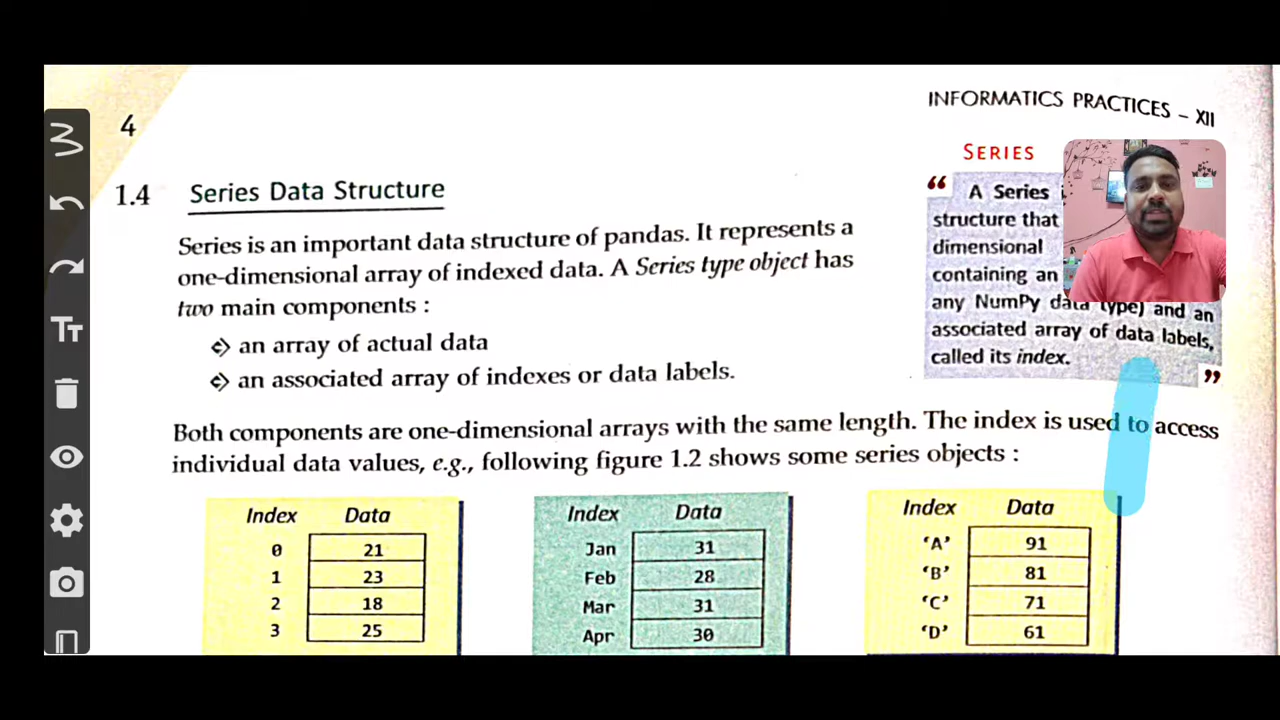 4
INFORMATICS PRACTICES – XII
1.4 Series Data Structure
Series is an important data structure of pandas. It represents a
one-dimensional array of indexed data. A Series type object has
two main components :
⇨ an array of actual data
⇨ an associated array of indexes or data labels.
SERIES
“ A Series
structure that
dimensional
containing an
any NumPy data type) and an
associated array of data labels,
called its index.
”
Both components are one-dimensional arrays with the same length. The index is used to access
individual data values, e.g., following figure 1.2 shows some series objects :
Index Data
0 21
1 23
2 18
3 25
Index Data
Jan 31
Feb 28
Mar 31
Apr 30
Index Data
‘A’ 91
‘B’ 81
‘C’ 71
‘D’ 61
Tт